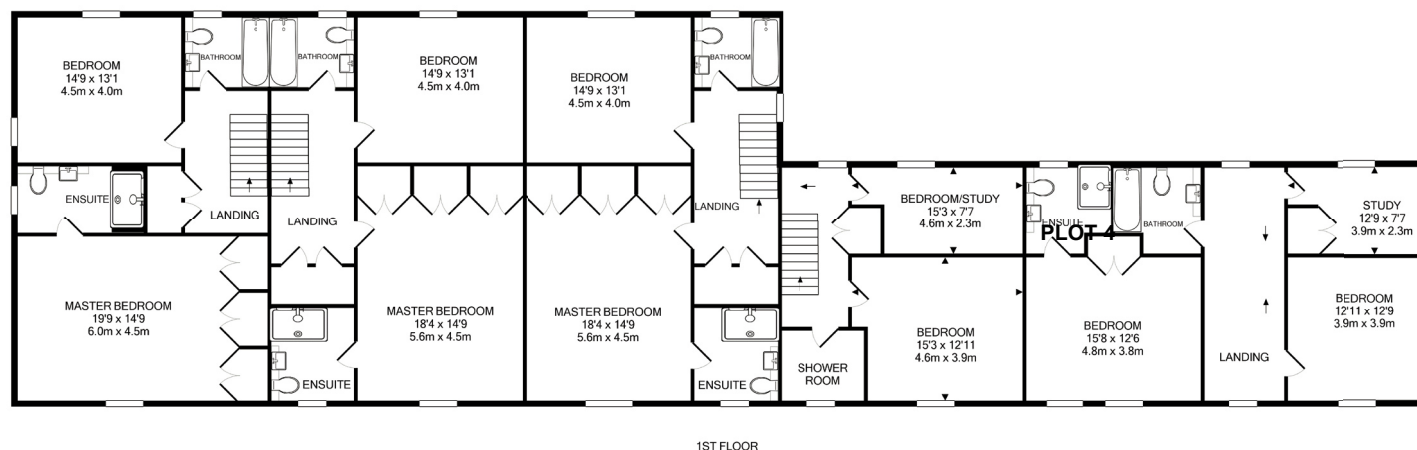 BEDROOM
14'9 x 13'1
4.5m x 4.0m
BATHROOM
BATHROOM
BEDROOM
14'9 x 13'1
4.5m x 4.0m
BEDROOM
14'9 x 13'1
4.5m x 4.0m
BATHROOM
ENSUITE
LANDING
LANDING
LANDING
BEDROOM/STUDY
15'3 x 7'7
4.6m x 2.3m
ENSUITE
BATHROOM
PLOT 4
STUDY
12'9 x 7'7
3.9m x 2.3m
MASTER BEDROOM
19'9 x 14'9
6.0m x 4.5m
MASTER BEDROOM
18'4 x 14'9
5.6m x 4.5m
MASTER BEDROOM
18'4 x 14'9
5.6m x 4.5m
BEDROOM
15'3 x 12'11
4.6m x 3.9m
BEDROOM
15'8 x 12'6
4.8m x 3.8m
BEDROOM
12'11 x 12'9
3.9m x 3.9m
LANDING
ENSUITE
ENSUITE
SHOWER
ROOM
1ST FLOOR